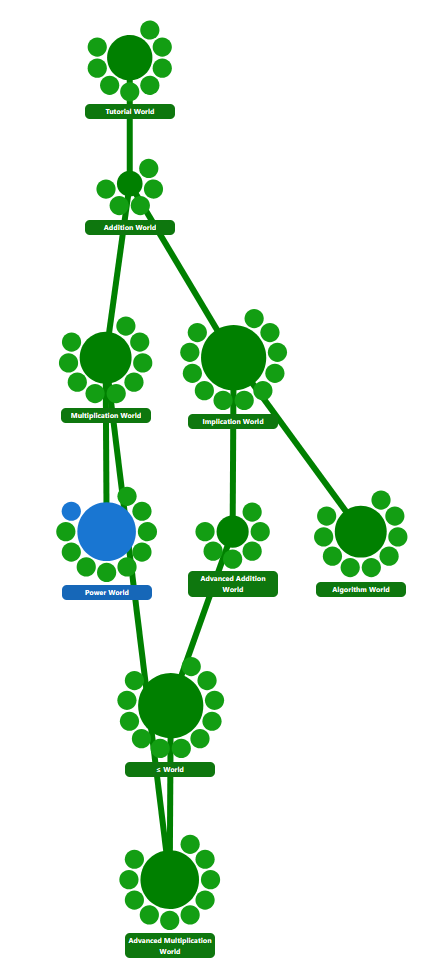 Tutorial World
Addition World
Multiplication World
Implication World
Power World
Advanced Addition
World
Algorithm World
≤ World
Advanced Multiplication
World